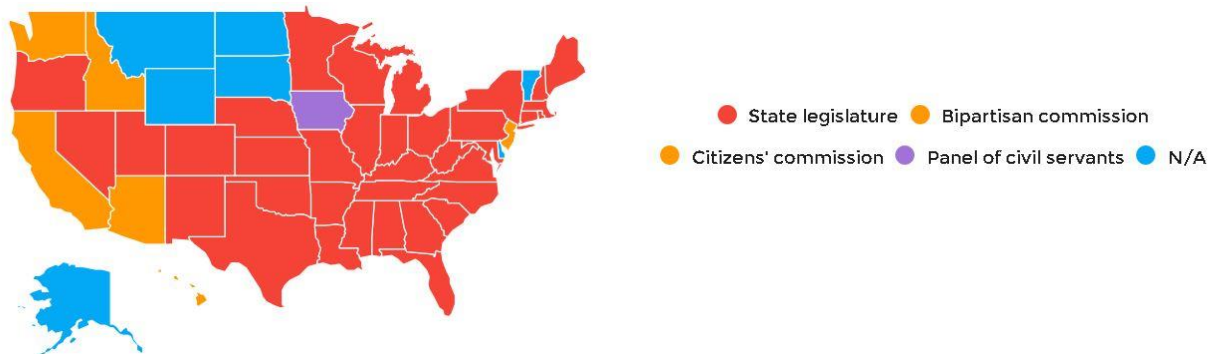 State legislature Bipartisan commission
Citizens' commission Panel of civil servants N/A